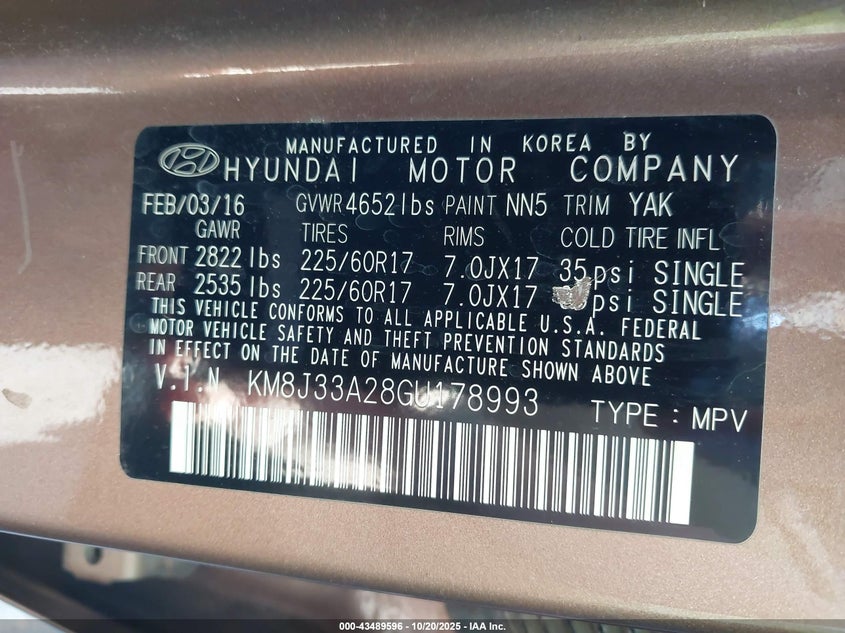 MANUFACTURED IN KOREA BY
HYUNDAI MOTOR COMPANY
FEB/03/16 GVWR 4652lbs PAINT NN5 TRIM YAK
GAWR TIRES RIMS COLD TIRE INFL
FRONT 2822 lbs 225/60R17 7.0JX17 35 psi SINGLE
REAR 2535 lbs 225/60R17 7.0JX17 psi SINGLE
THIS VEHICLE CONFORMS TO ALL APPLICABLE U.S.A. FEDERAL
MOTOR VEHICLE SAFETY AND THEFT PREVENTION STANDARDS
IN EFFECT ON THE DATE OF MANUFACTURE SHOWN ABOVE
V.I.N KM8J33A28GU178993 TYPE : MPV
000-43489596 - 10/20/2025 - IAA Inc.